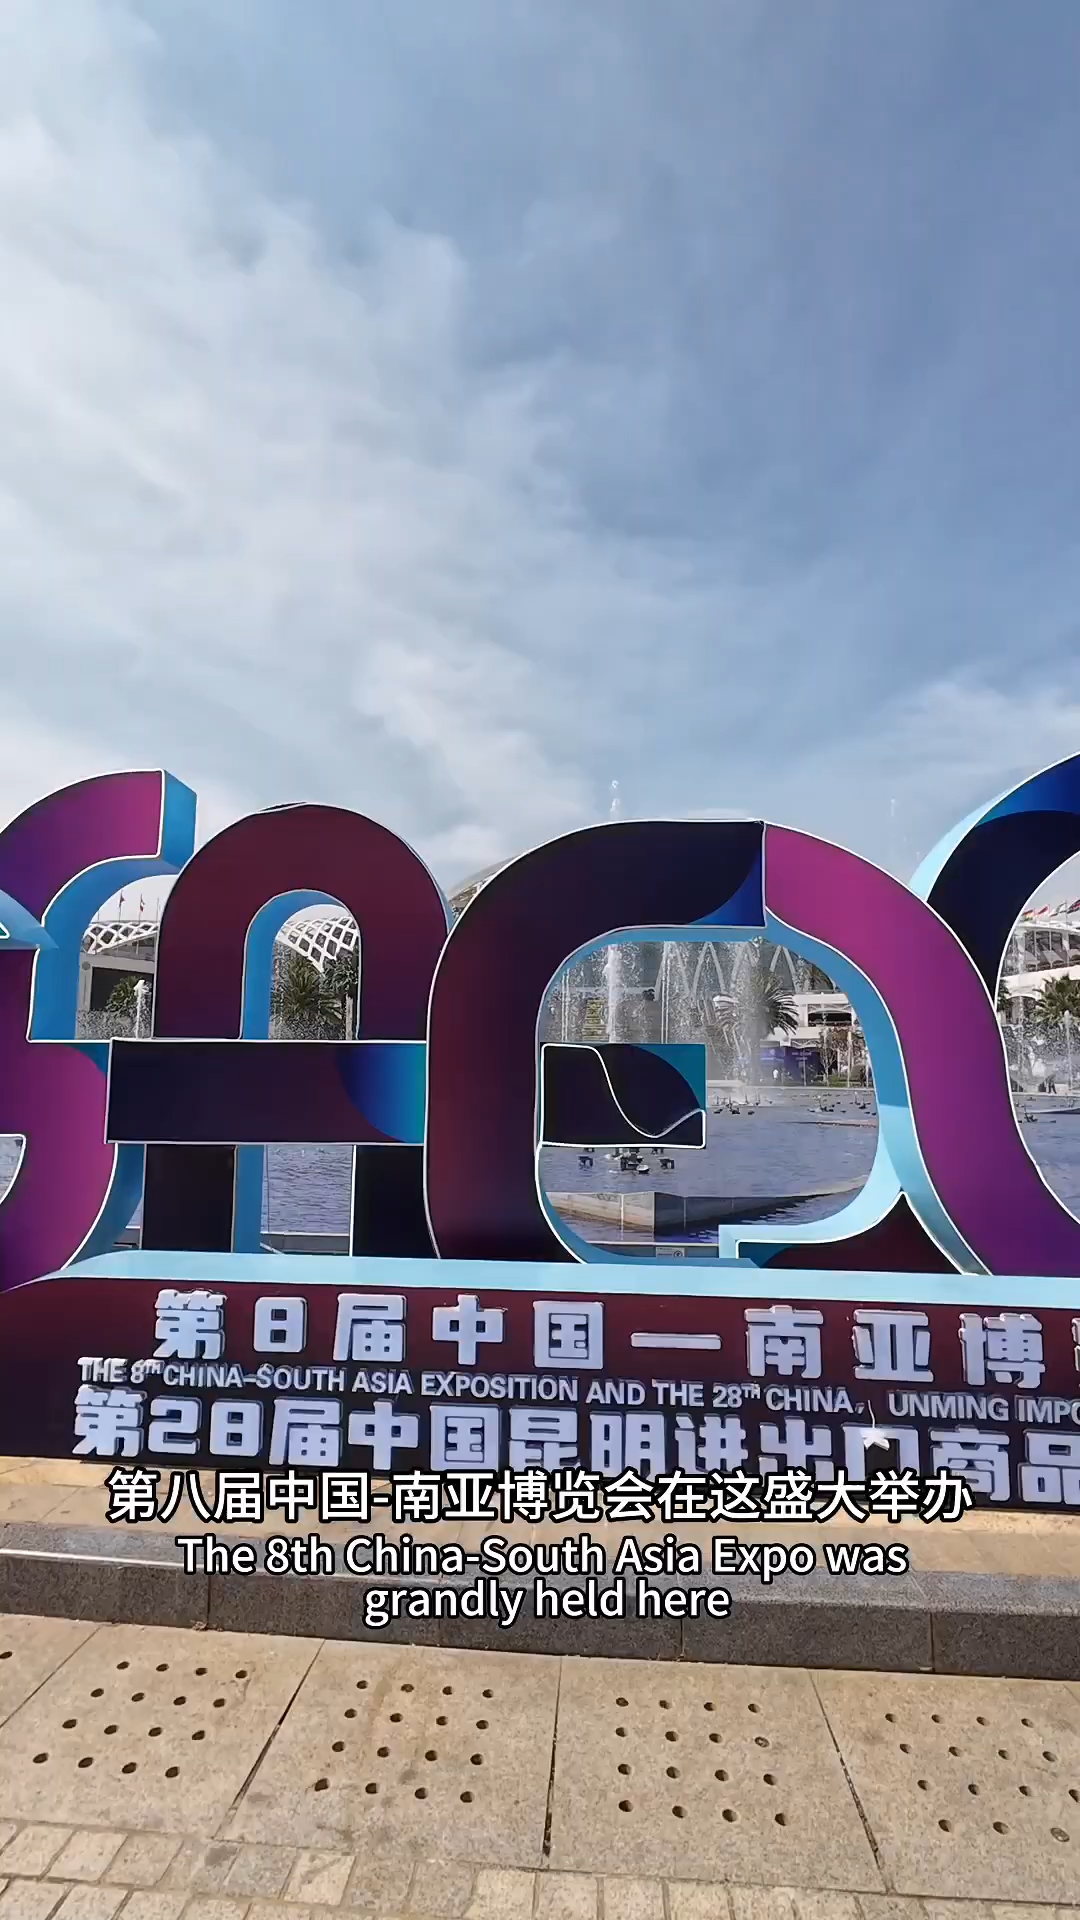 第8届中国—南亚博
THE 8TH CHINA-SOUTH ASIA EXPOSITION AND THE 28TH CHINA, UNMING IMPO
第28届中国昆明进出口商品
第八届中国-南亚博览会在这盛大举办
The 8th China-South Asia Expo was
grandly held here